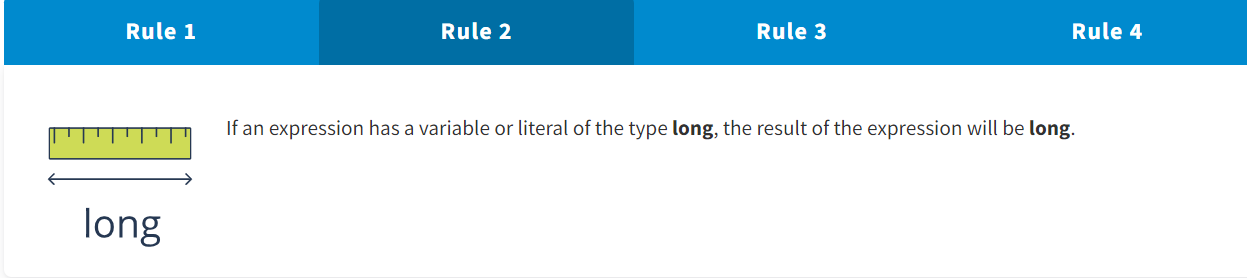 Rule 1
Rule 2
Rule 3
Rule 4
If an expression has a variable or literal of the type long, the result of the expression will be long.
long